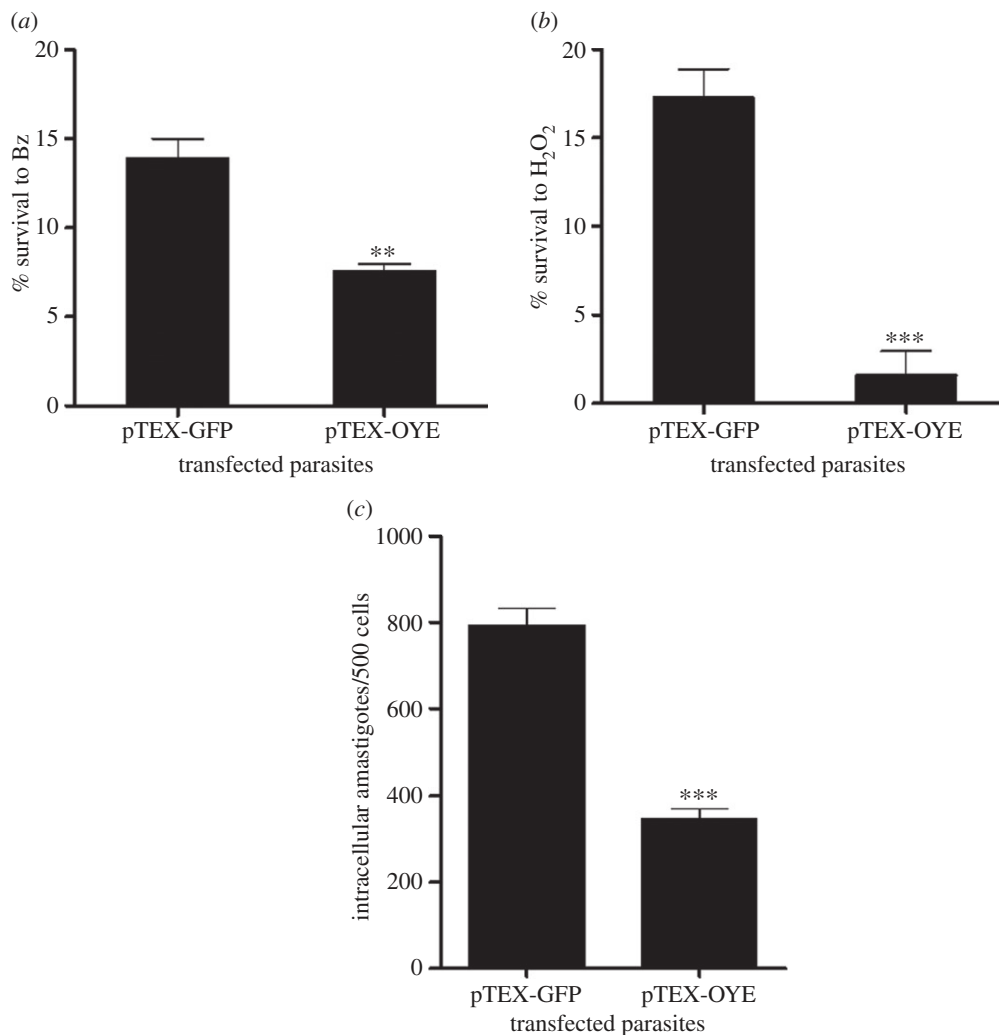 (a)
20
15
10
5
0
% survival to Bz
**
pTEX-GFP pTEX-OYE
transfected parasites
(b)
20
15
10
5
0
% survival to H₂O₂
***
pTEX-GFP pTEX-OYE
transfected parasites
(c)
1000
800
600
400
200
0
intracellular amastigotes/500 cells
***
pTEX-GFP pTEX-OYE
transfected parasites